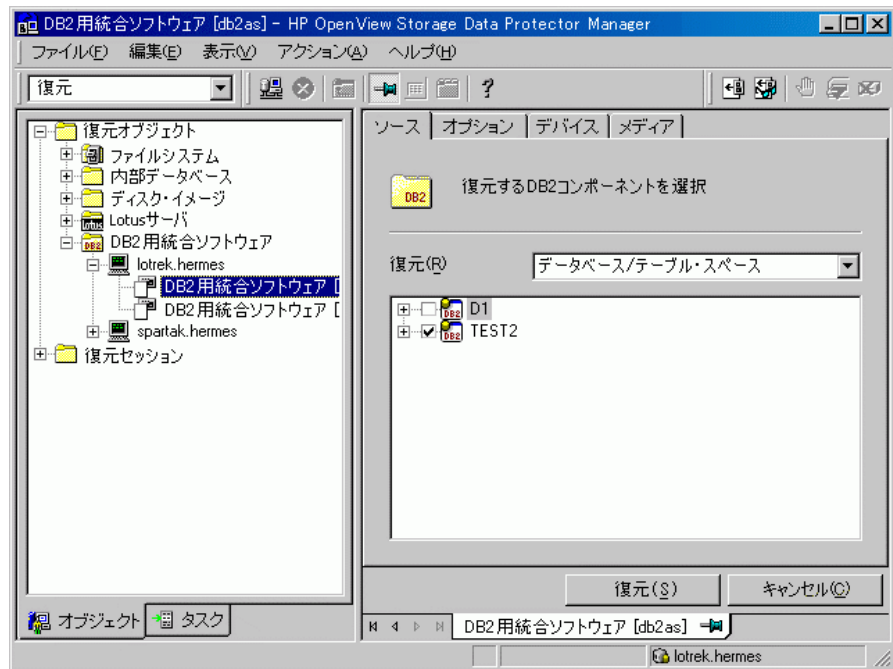 DB2用統合ソフトウェア [db2as] - HP OpenView Storage Data Protector Manager
ファイル(F) 編集(E) 表示(V) アクション(A) ヘルプ(H)
復元
?
復元オブジェクト
ファイルシステム
内部データベース
ディスク・イメージ
Lotusサーバ
DB2用統合ソフトウェア
lotrek.hermes
DB2用統合ソフトウェア [
DB2用統合ソフトウェア [
spartak.hermes
復元セッション
オブジェクト タスク
ソース オプション デバイス メディア
DB2
復元するDB2コンポーネントを選択
復元(R) データベース/テーブル・スペース
D1
TEST2
復元(S) キャンセル(C)
DB2用統合ソフトウェア [db2as]
lotrek.hermes